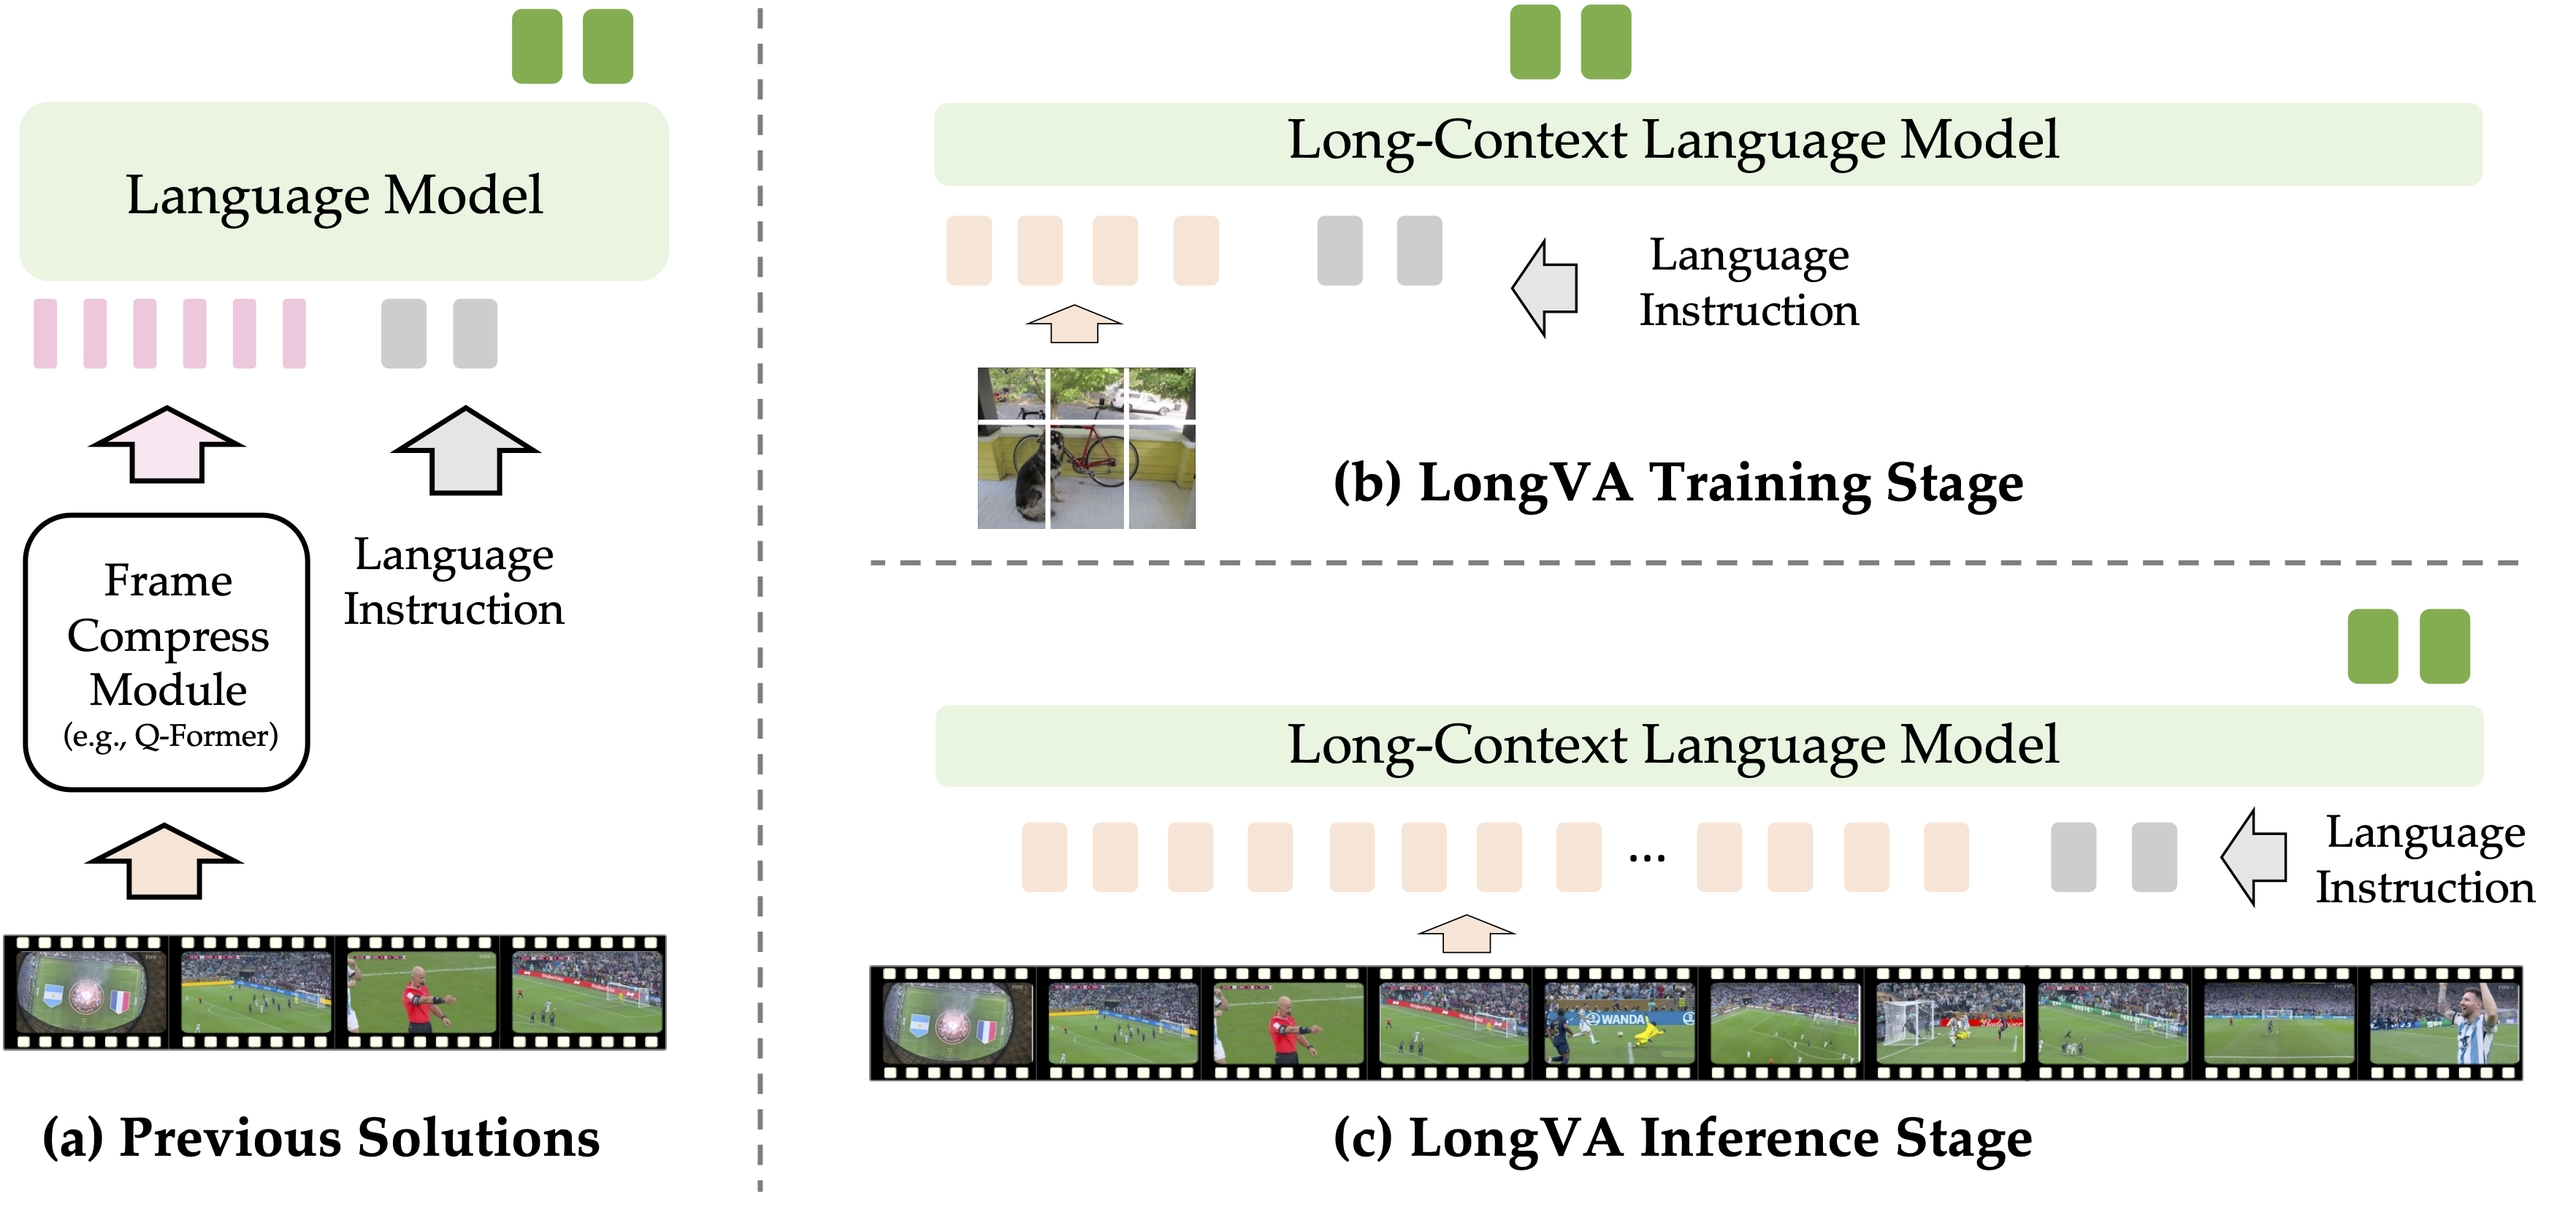 Language Model
Frame
Compress
Module
(e.g., Q-Former)
Language
Instruction
(a) Previous Solutions
Long-Context Language Model
Language
Instruction
(b) LongVA Training Stage
Long-Context Language Model
...
Language
Instruction
WANDA
Budweiser
(c) LongVA Inference Stage